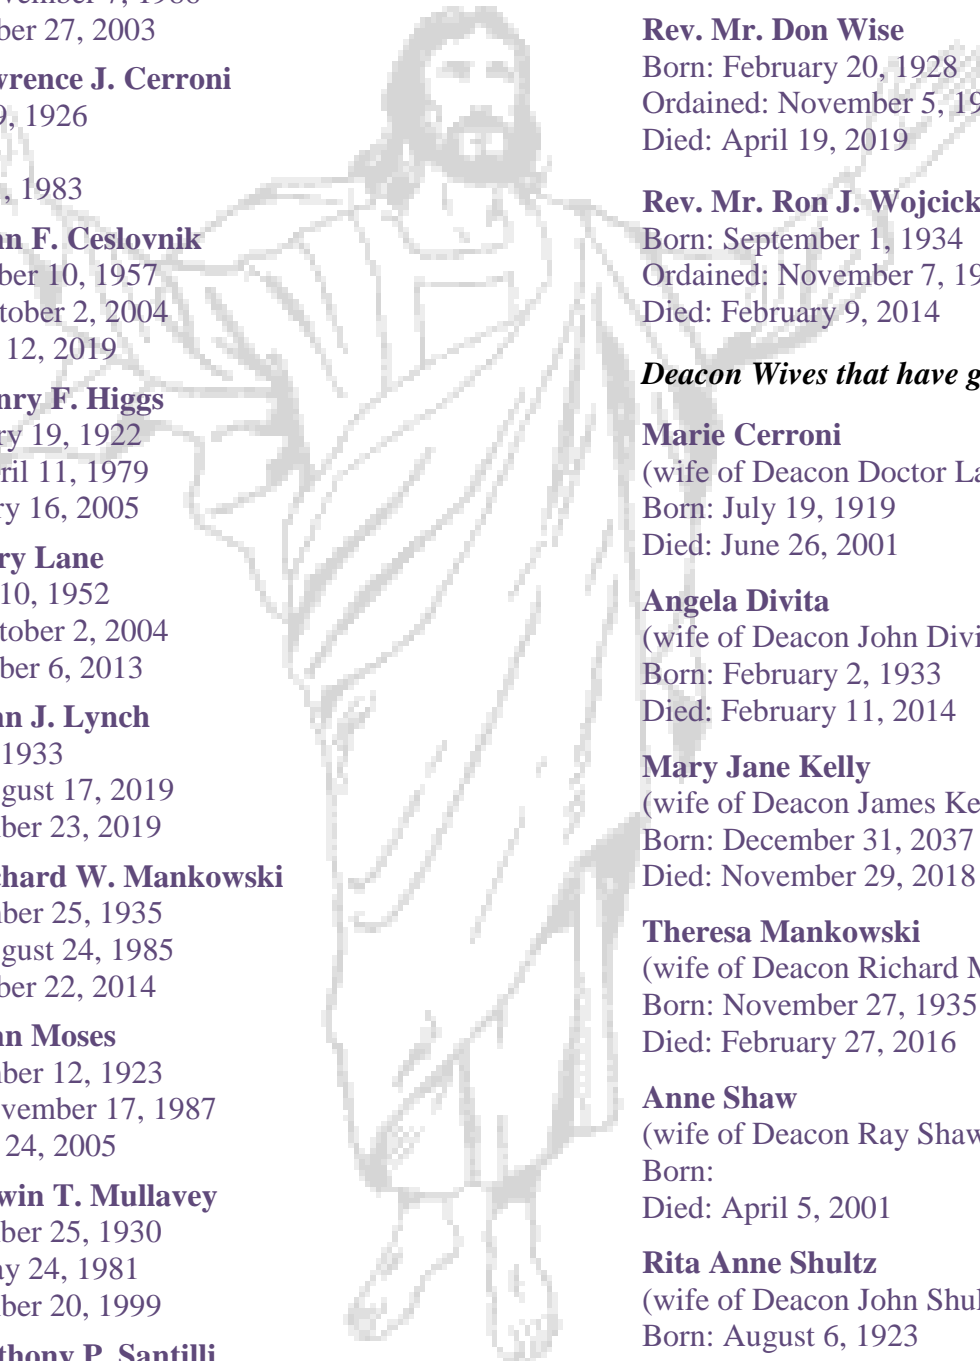 ber 27, 2003
wrence J. Cerroni
9, 1926
, 1983
nn F. Ceslovnik
ber 10, 1957
tober 2, 2004
12, 2019
nry F. Higgs
ry 19, 1922
ril 11, 1979
ry 16, 2005
ry Lane
10, 1952
tober 2, 2004
ber 6, 2013
nn J. Lynch
1933
gust 17, 2019
ber 23, 2019
chard W. Mankowski
ber 25, 1935
gust 24, 1985
ber 22, 2014
nn Moses
ber 12, 1923
vember 17, 1987
24, 2005
win T. Mullavey
ber 25, 1930
ay 24, 1981
ber 20, 1999
thony P. Santilli
Rev. Mr. Don Wise
Born: February 20, 1928
Ordained: November 5, 19
Died: April 19, 2019
Rev. Mr. Ron J. Wojcick
Born: September 1, 1934
Ordained: November 7, 19
Died: February 9, 2014
Deacon Wives that have g
Marie Cerroni
(wife of Deacon Doctor La
Born: July 19, 1919
Died: June 26, 2001
Angela Divita
(wife of Deacon John Divi
Born: February 2, 1933
Died: February 11, 2014
Mary Jane Kelly
(wife of Deacon James Ke
Born: December 31, 2037
Died: November 29, 2018
Theresa Mankowski
(wife of Deacon Richard M
Born: November 27, 1935
Died: February 27, 2016
Anne Shaw
(wife of Deacon Ray Shaw
Born:
Died: April 5, 2001
Rita Anne Shultz
(wife of Deacon John Shul
Born: August 6, 1923